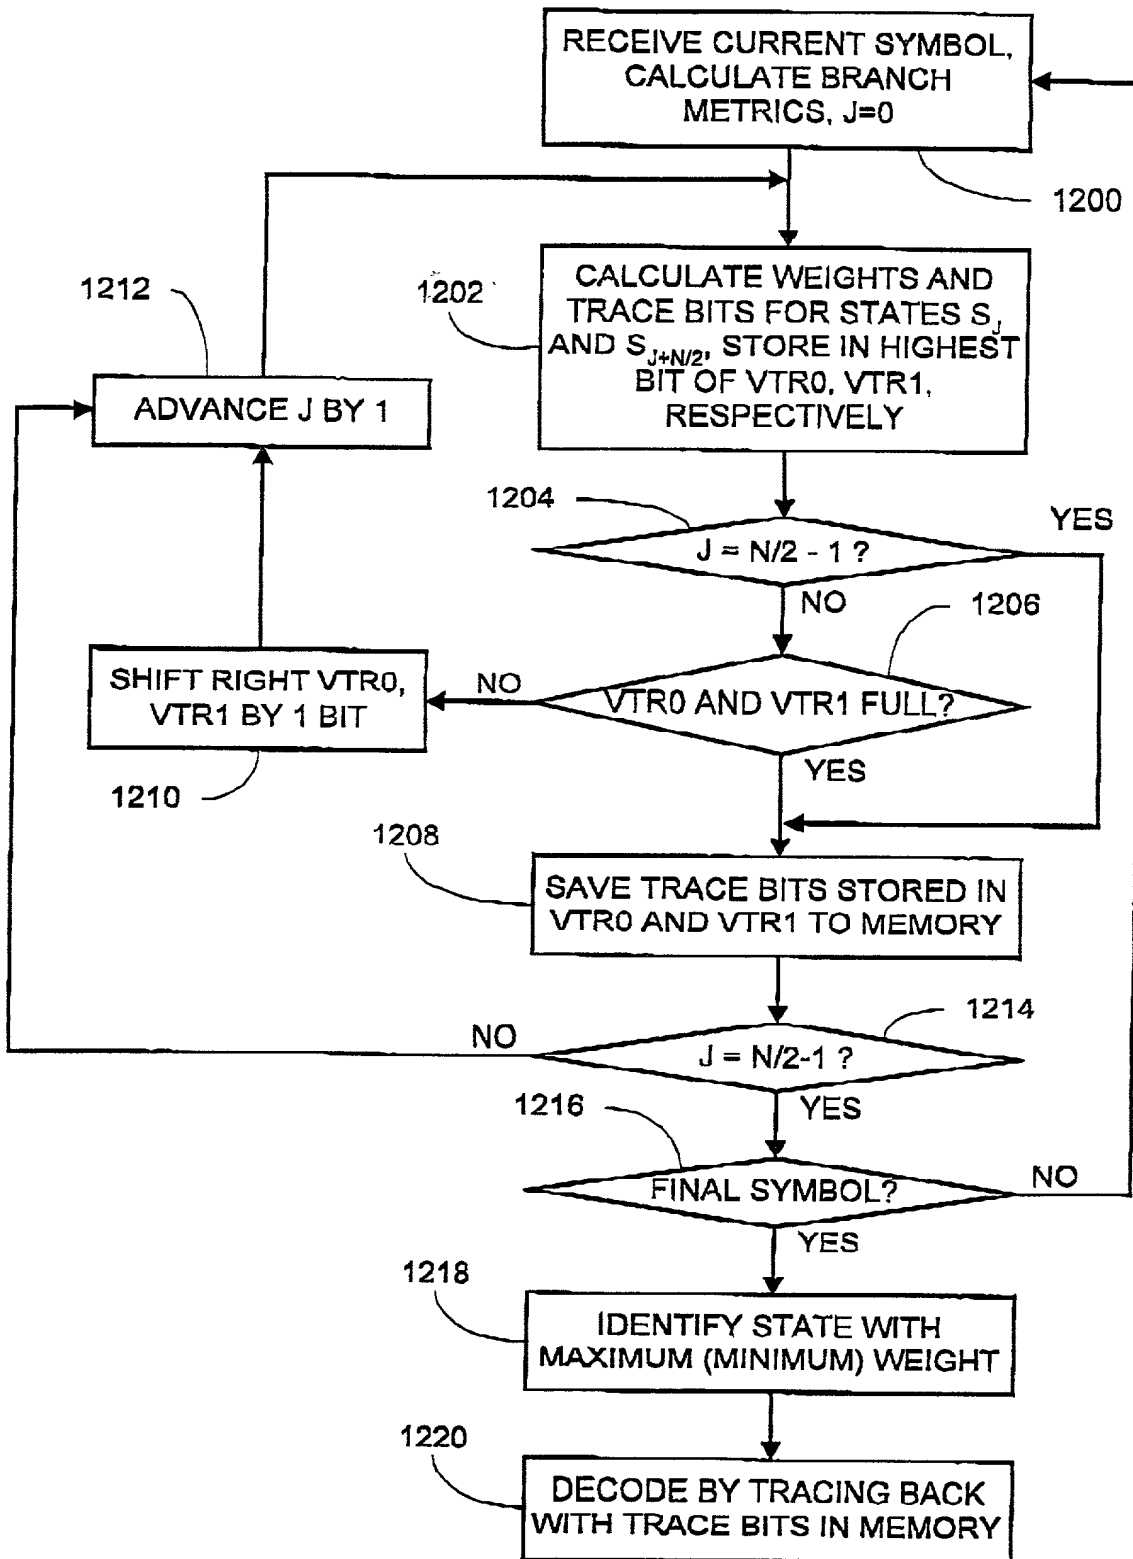 RECEIVE CURRENT SYMBOL,
CALCULATE BRANCH
METRICS, J=0
1200
1212
1202
CALCULATE WEIGHTS AND
TRACE BITS FOR STATES S_J
AND S_{J+N/2}, STORE IN HIGHEST
BIT OF VTR0, VTR1,
RESPECTIVELY
ADVANCE J BY 1
1204
YES
J = N/2 - 1 ?
NO
1206
SHIFT RIGHT VTR0,
VTR1 BY 1 BIT
NO
VTR0 AND VTR1 FULL?
YES
1210
1208
SAVE TRACE BITS STORED IN
VTR0 AND VTR1 TO MEMORY
1214
NO
J = N/2-1 ?
YES
1216
FINAL SYMBOL?
NO
YES
1218
IDENTIFY STATE WITH
MAXIMUM (MINIMUM) WEIGHT
1220
DECODE BY TRACING BACK
WITH TRACE BITS IN MEMORY